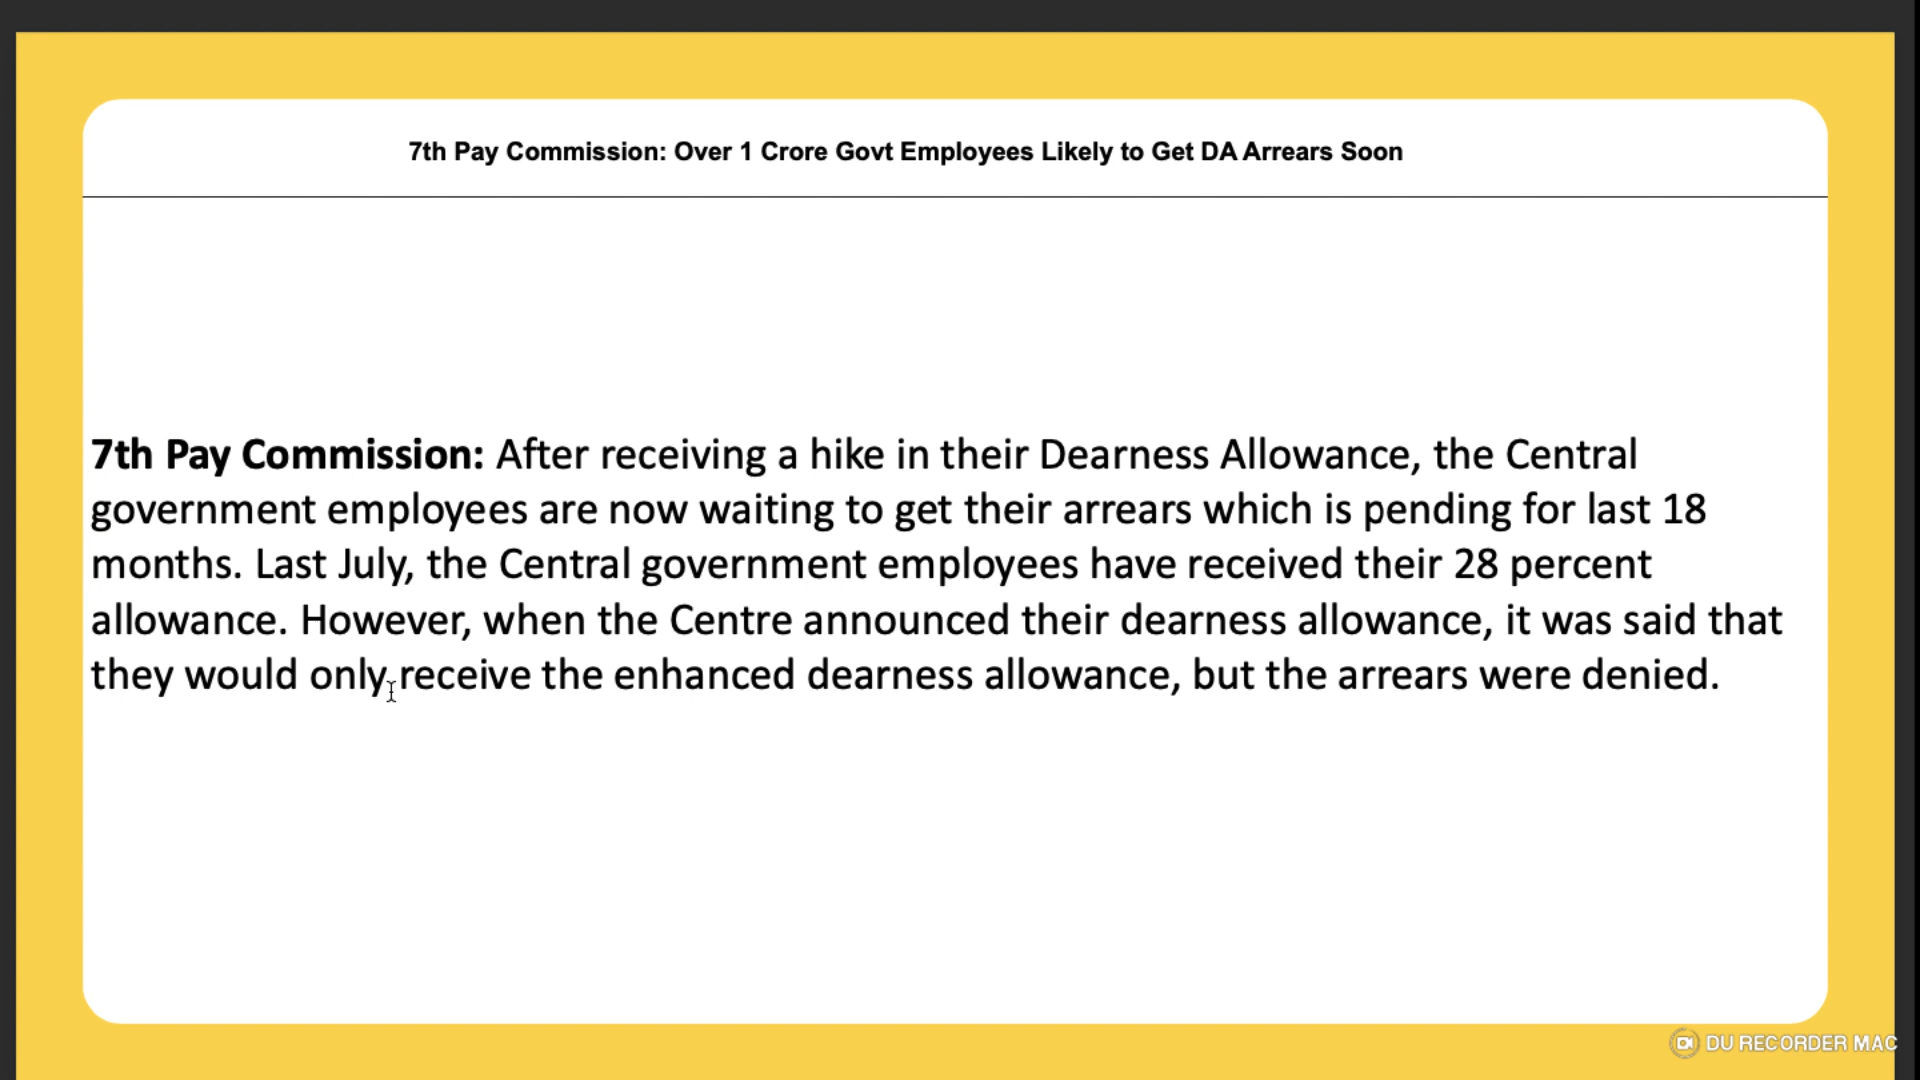 7th Pay Commission: Over 1 Crore Govt Employees Likely to Get DA Arrears Soon
7th Pay Commission: After receiving a hike in their Dearness Allowance, the Central
government employees are now waiting to get their arrears which is pending for last 18
months. Last July, the Central government employees have received their 28 percent
allowance. However, when the Centre announced their dearness allowance, it was said that
they would only receive the enhanced dearness allowance, but the arrears were denied.
DU RECORDER MAC